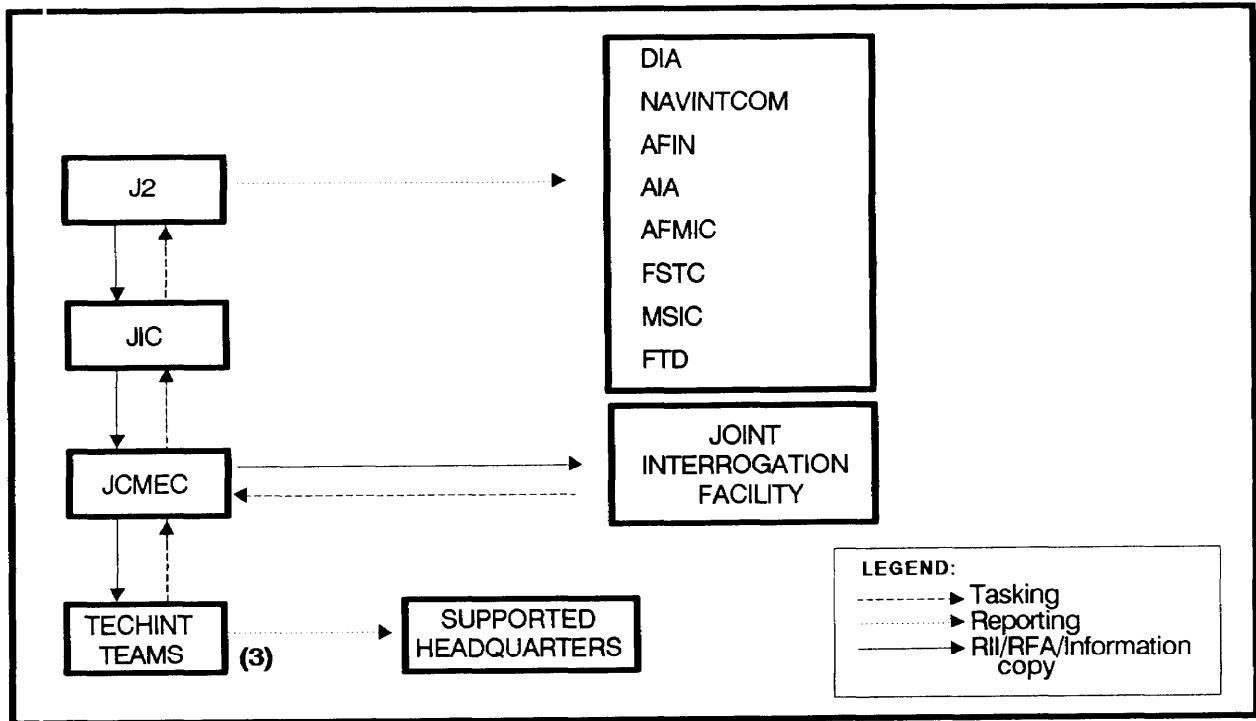 J2
JIC
JCMEC
TECHINT
TEAMS
(3)
DIA
NAVINTCOM
AFIN
AIA
AFMIC
FSTC
MSIC
FTD
JOINT
INTERROGATION
FACILITY
SUPPORTED
HEADQUARTERS
LEGEND:
Tasking
Reporting
RII/RFA/Information
copy